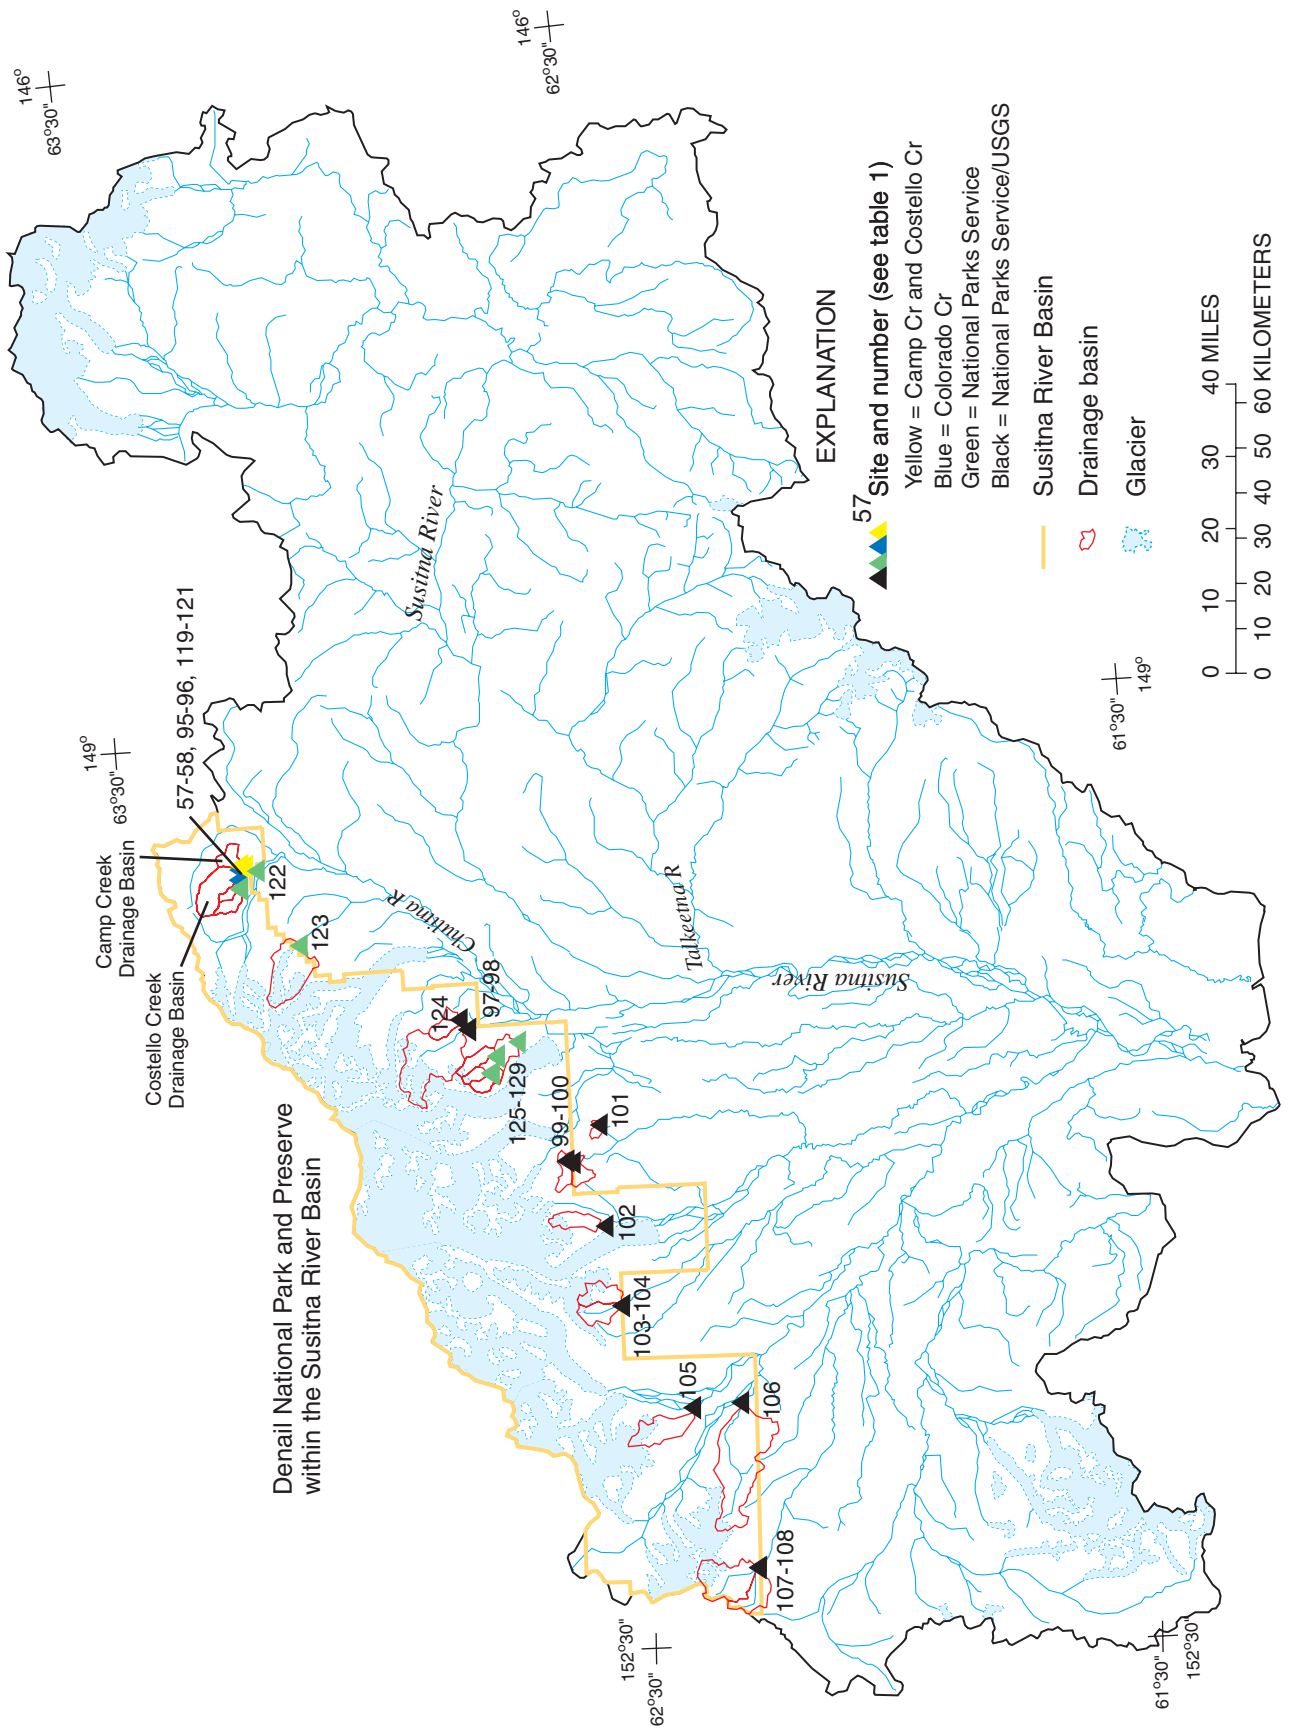 146°
63°30"
146°
62°30"
149°
63°30"
57-58, 95-96, 119-121
Camp Creek
Drainage Basin
Costello Creek
Drainage Basin
Denail National Park and Preserve
within the Susitna River Basin
122
123
124
97-98
125-129
99-100
101
102
103-104
105
106
107-108
Susitna River
Chulitna R
Talkeetna R
Susitna River
152°30"
62°30"
61°30"
152°30'
61°30"
149°
EXPLANATION
57
Site and number (see table 1)
Yellow = Camp Cr and Costello Cr
Blue = Colorado Cr
Green = National Parks Service
Black = National Parks Service/USGS
Susitna River Basin
Drainage basin
Glacier
0 10 20 30 40 MILES
0 10 20 30 40 50 60 KILOMETERS